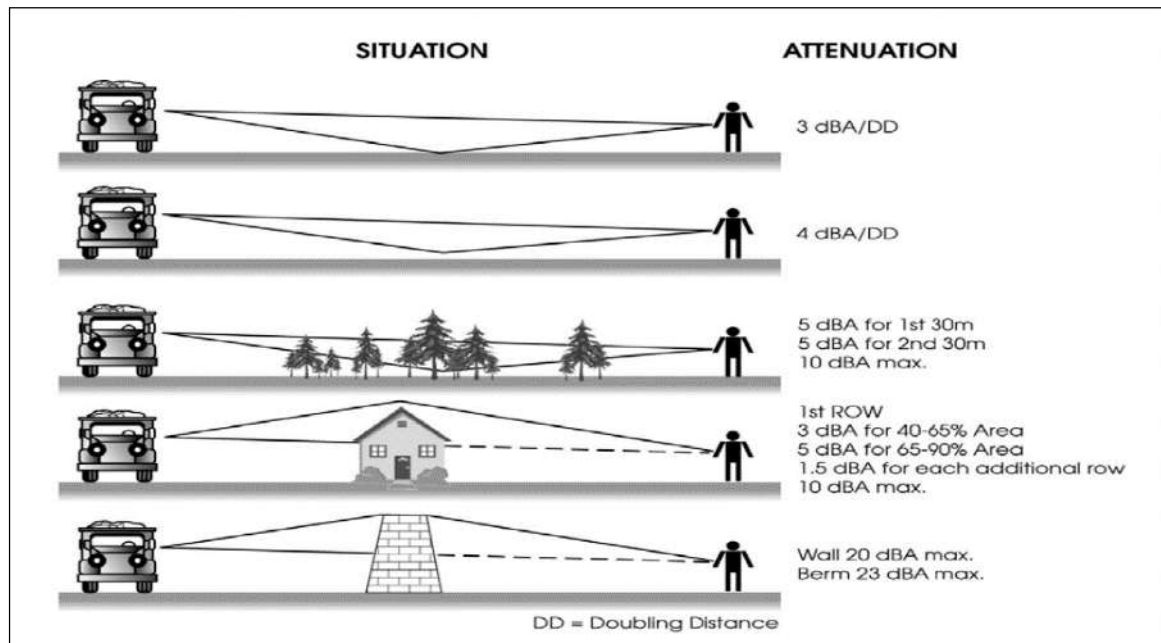 SITUATION
ATTENUATION
3 dBA/DD
4 dBA/DD
5 dBA for 1st 30m
5 dBA for 2nd 30m
10 dBA max.
1st ROW
3 dBA for 40-65% Area
5 dBA for 65-90% Area
1.5 dBA for each additional row
10 dBA max.
Wall 20 dBA max.
Berm 23 dBA max.
DD = Doubling Distance